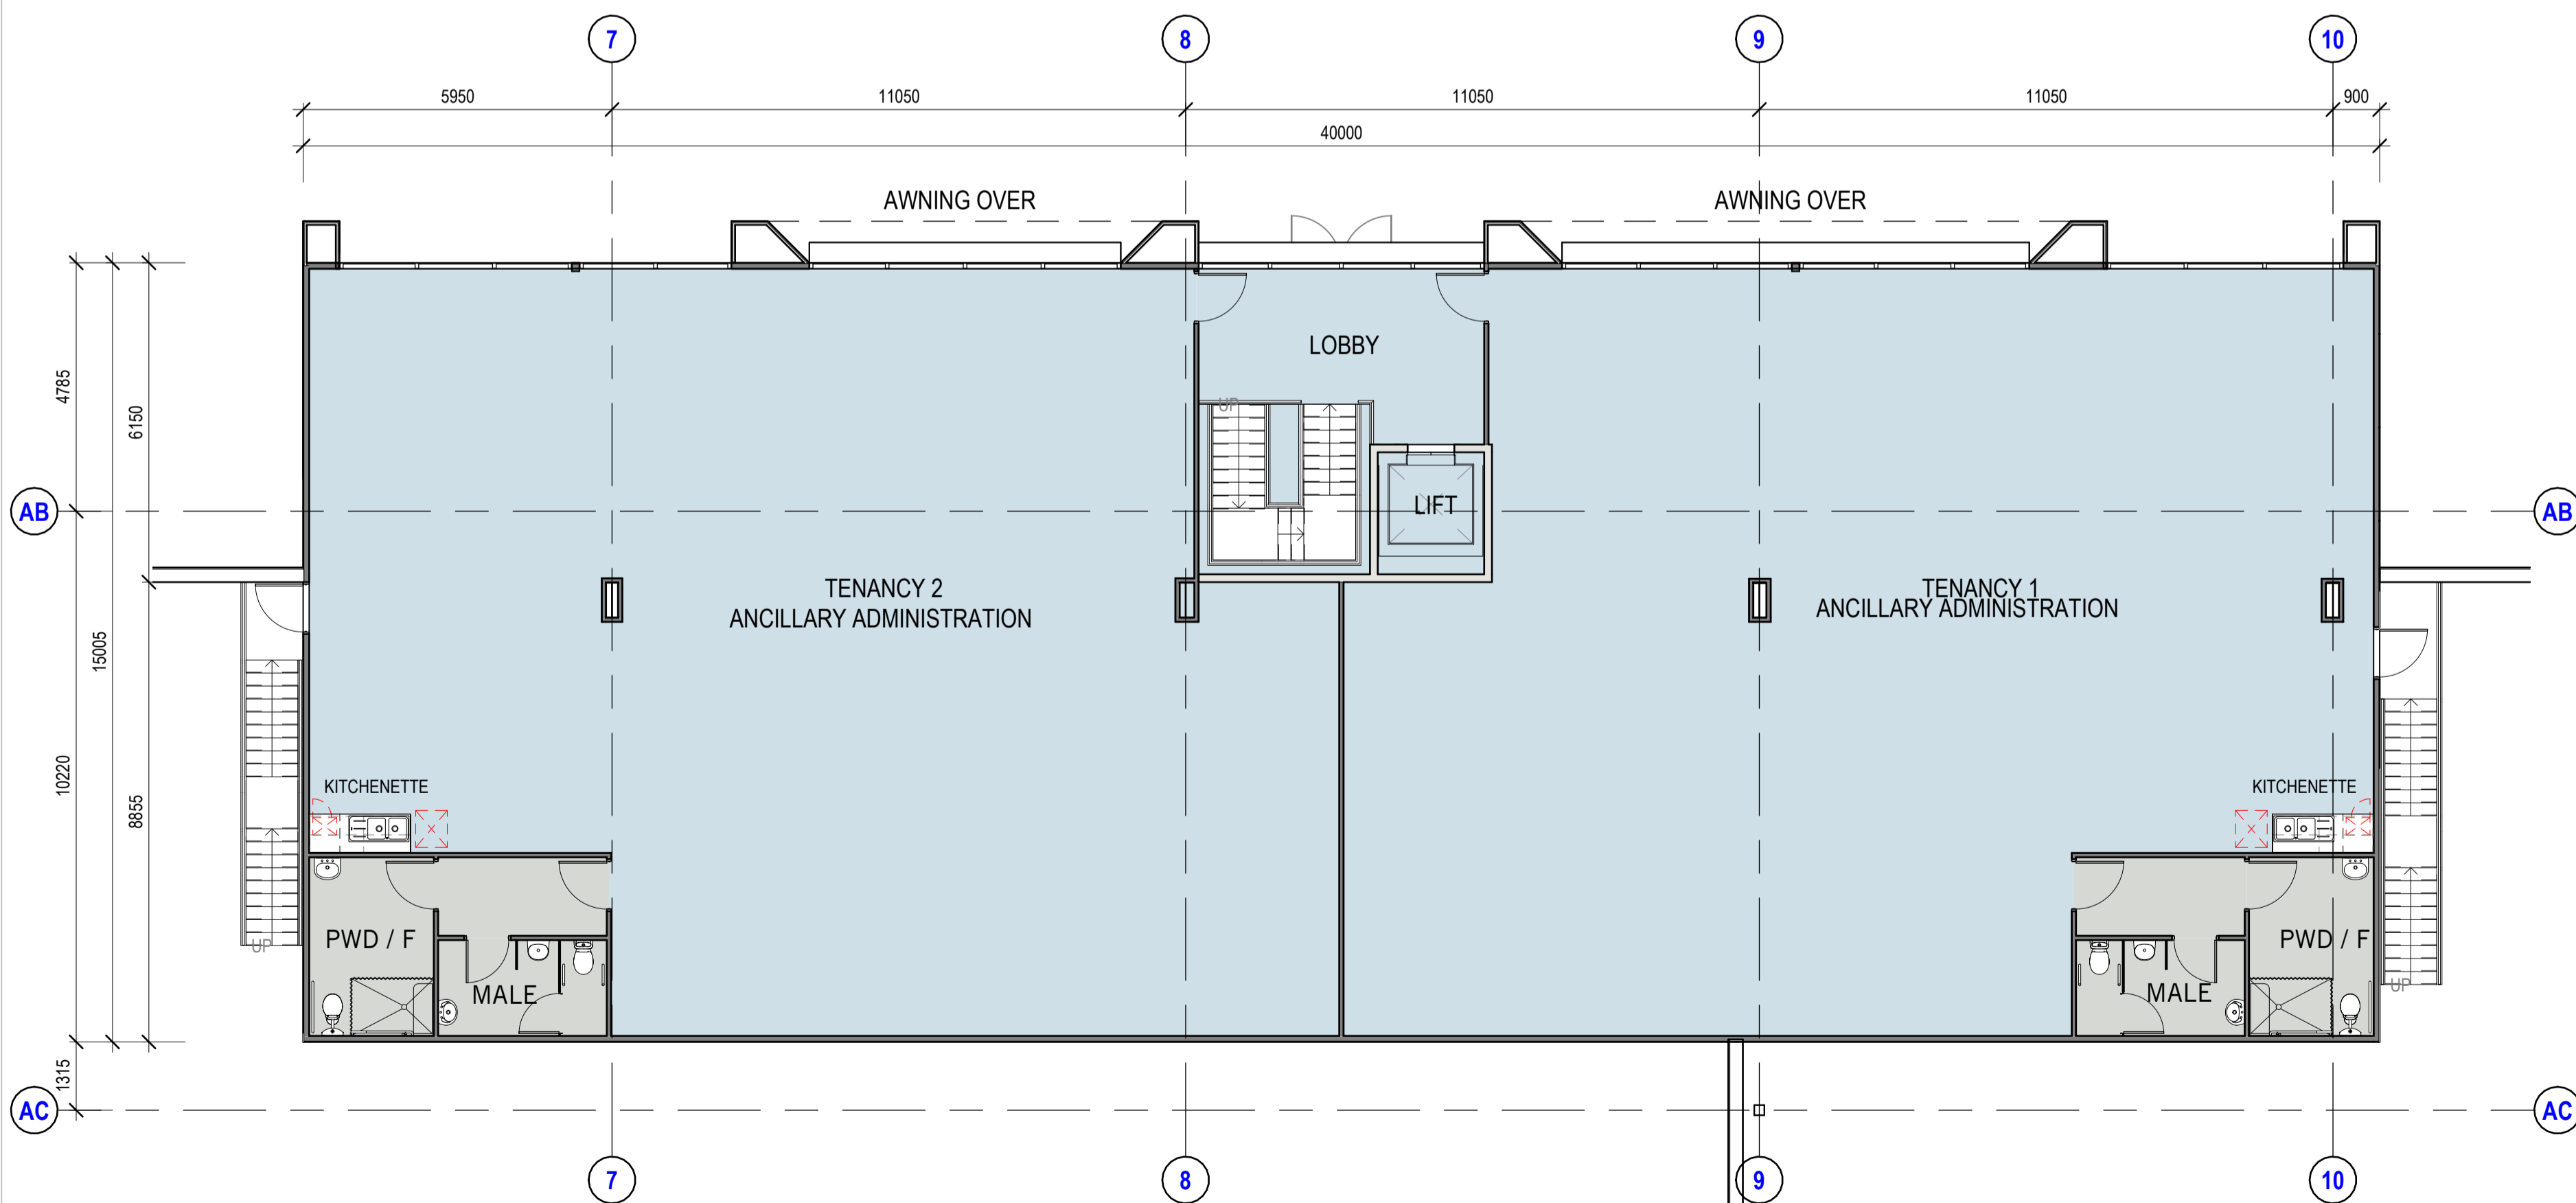 7
8
9
10
5950
11050
11050
11050
900
40000
AWNING OVER
AWNING OVER
LOBBY
4785
6150
UP
AB
LIFT
AB
TENANCY 2
ANCILLARY ADMINISTRATION
TENANCY 1
ANCILLARY ADMINISTRATION
15005
10220
8855
KITCHENETTE
KITCHENETTE
PWD / F
UP
MALE
PWD / F
MALE
UP
1315
AC
AC
7
8
9
10